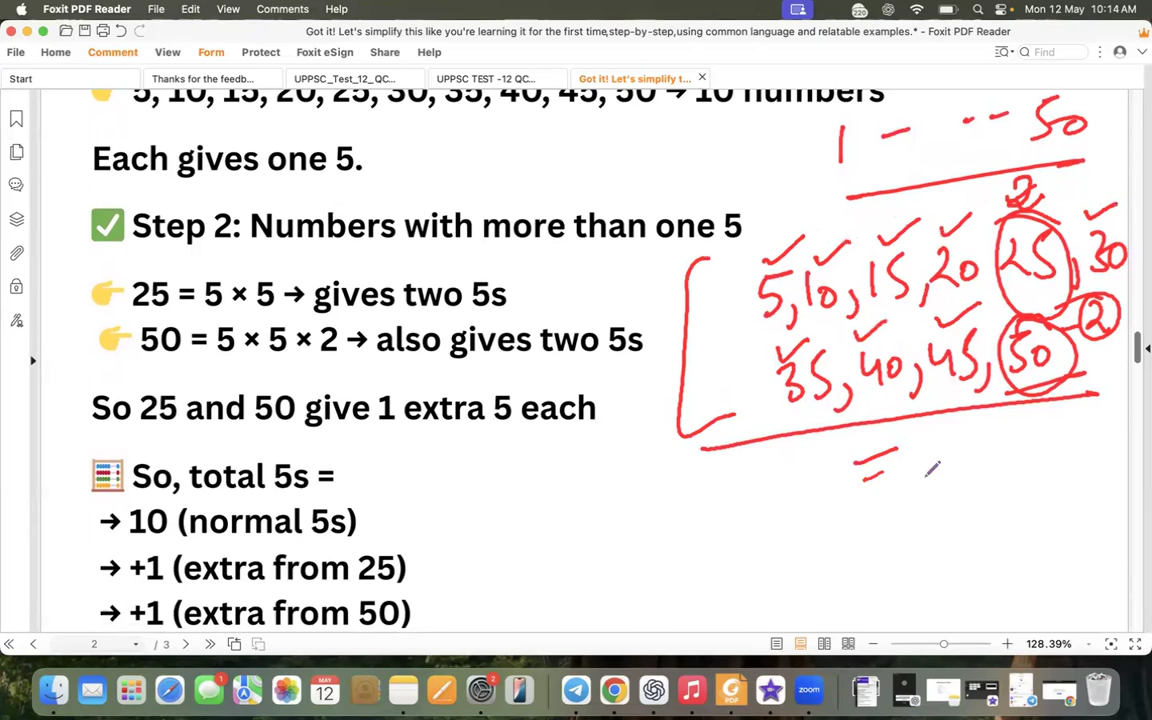 Foxit PDF Reader File Edit View Comments Help 220 Mon 12 May 10:14 AM
Got it! Let's simplify this like you're learning it for the first time,step-by-step,using common language and relatable examples.* - Foxit PDF Reader
File Home Comment View Form Protect Foxit eSign Share Help Find
Start Thanks for the feedb... UPPSC_Test_12_ QC... UPPSC TEST -12 QC... Got it! Let's simplify t...
5, 10, 15, 20, 25, 30, 35, 40, 45, 50 → 10 numbers
1 - - - 50
Each gives one 5.
2
Step 2: Numbers with more than one 5
5, 10, 15, 20 25, 30
25 = 5 × 5 → gives two 5s
2
50 = 5 × 5 × 2 → also gives two 5s
35, 40, 45, 50
So 25 and 50 give 1 extra 5 each
=
So, total 5s =
→ 10 (normal 5s)
→ +1 (extra from 25)
→ +1 (extra from 50)
2 / 3 128.39%
1 MAY 12 2 zoom